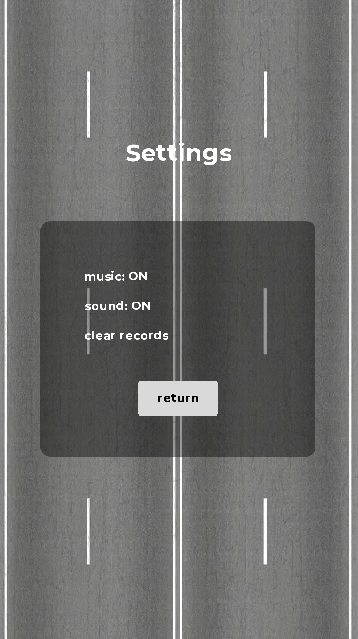 Settings
music: ON
sound: ON
clear records
return